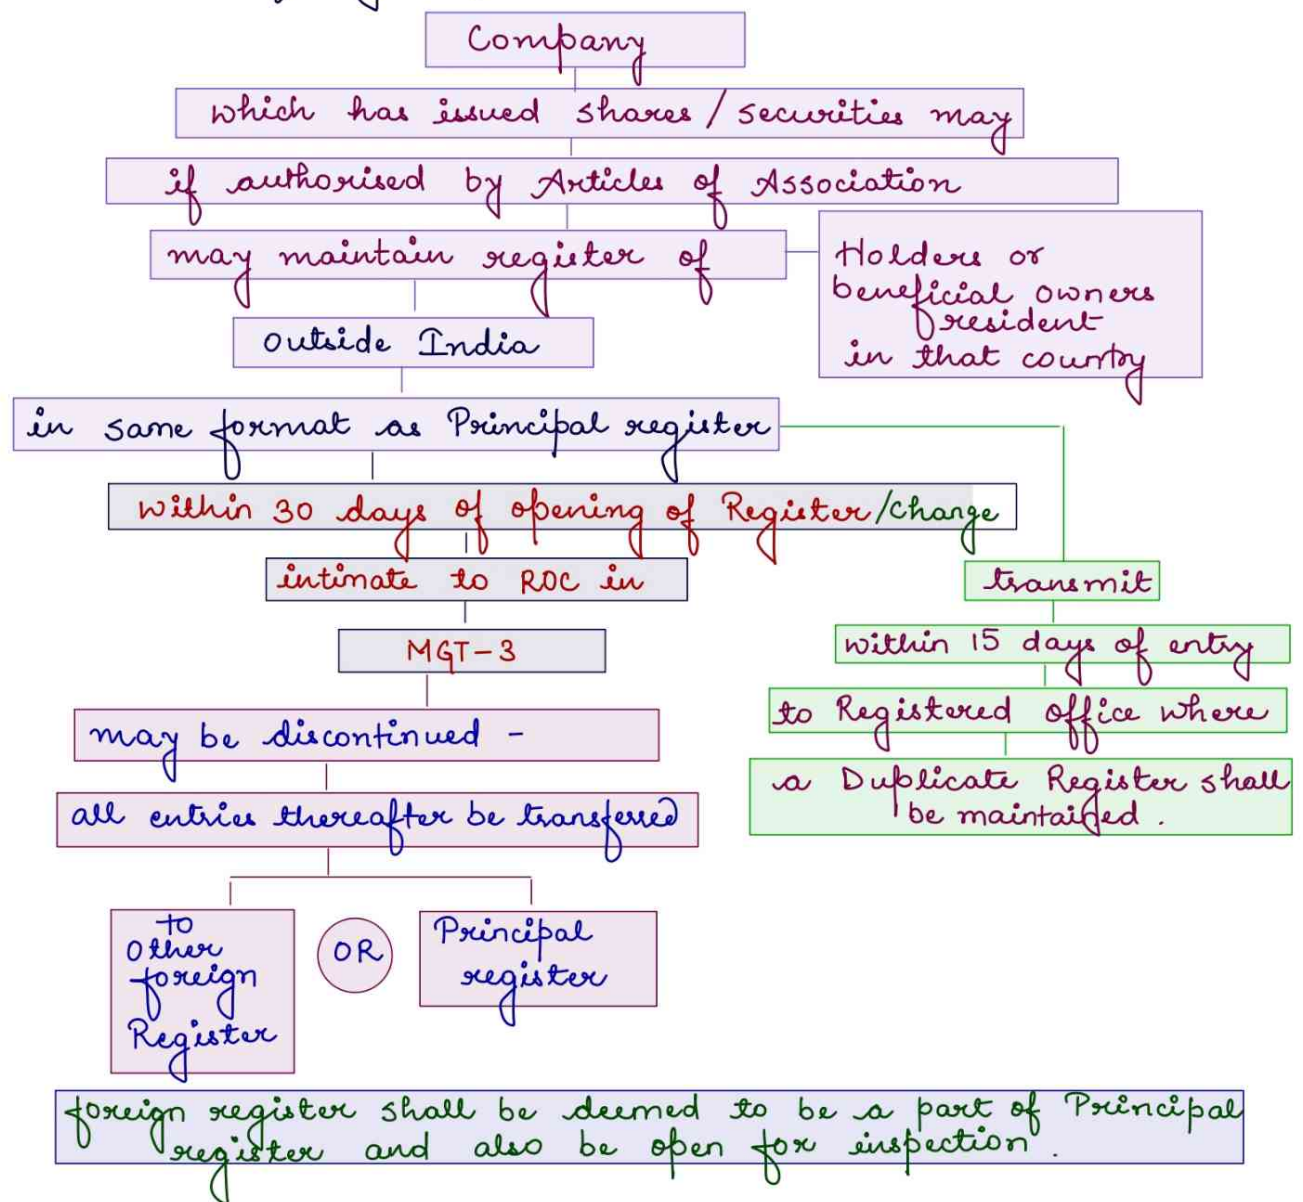 Company
which has issued shares / securities may
if authorised by Articles of Association
may maintain register of
Holders or
beneficial owners
resident
in that country
outside India
in same format as Principal register
within 30 days of opening of Register/change
intimate to ROC in
MGT-3
transmit
within 15 days of entry
to Registered office where
a Duplicate Register shall
be maintained.
may be discontinued -
all entries thereafter be transferred
to
Other
foreign
Register
OR
Principal
register
foreign register shall be deemed to be a part of Principal
register and also be open for inspection.